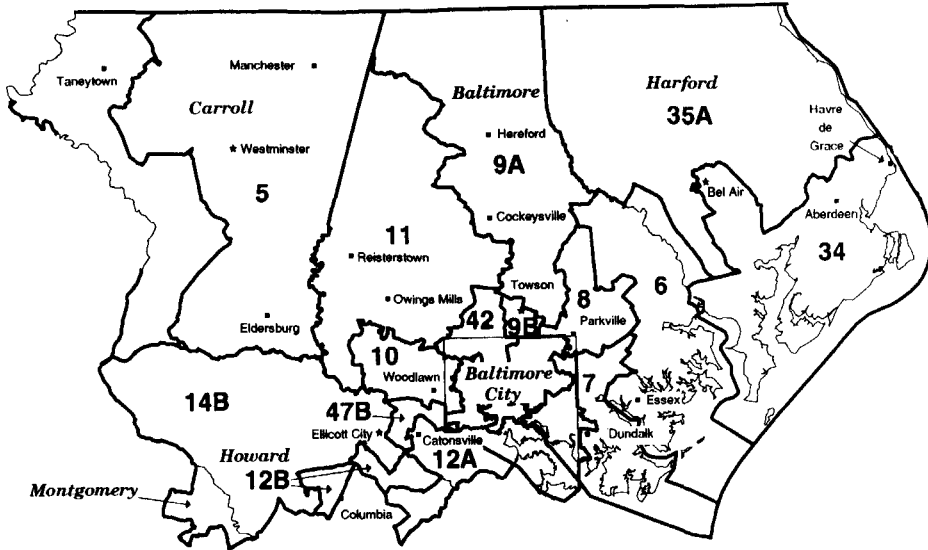 Taneytown
Manchester
Carroll
Westminster
5
Baltimore
Hereford
9A
Cockeysville
Harford
35A
Havre
de
Grace
Bel Air
Aberdeen
34
11
Reisterstown
Owings Mills
Towson
8
6
Parkville
42
9B
Eldersburg
10
Woodlawn
Baltimore
City
7
Essex
Dundalk
14B
47B
Ellicott City
Catonsville
12A
Howard
12B
Montgomery
Columbia